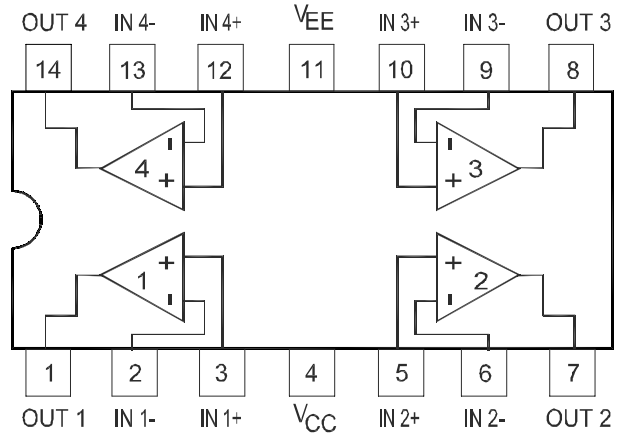 OUT 4 IN 4- IN 4+ VEE IN 3+ IN 3- OUT 3
14 13 12 11 10 9 8
- -
4 3
+ +
+ +
1 2
- -
1 2 3 4 5 6 7
OUT 1 IN 1- IN 1+ VCC IN 2+ IN 2- OUT 2